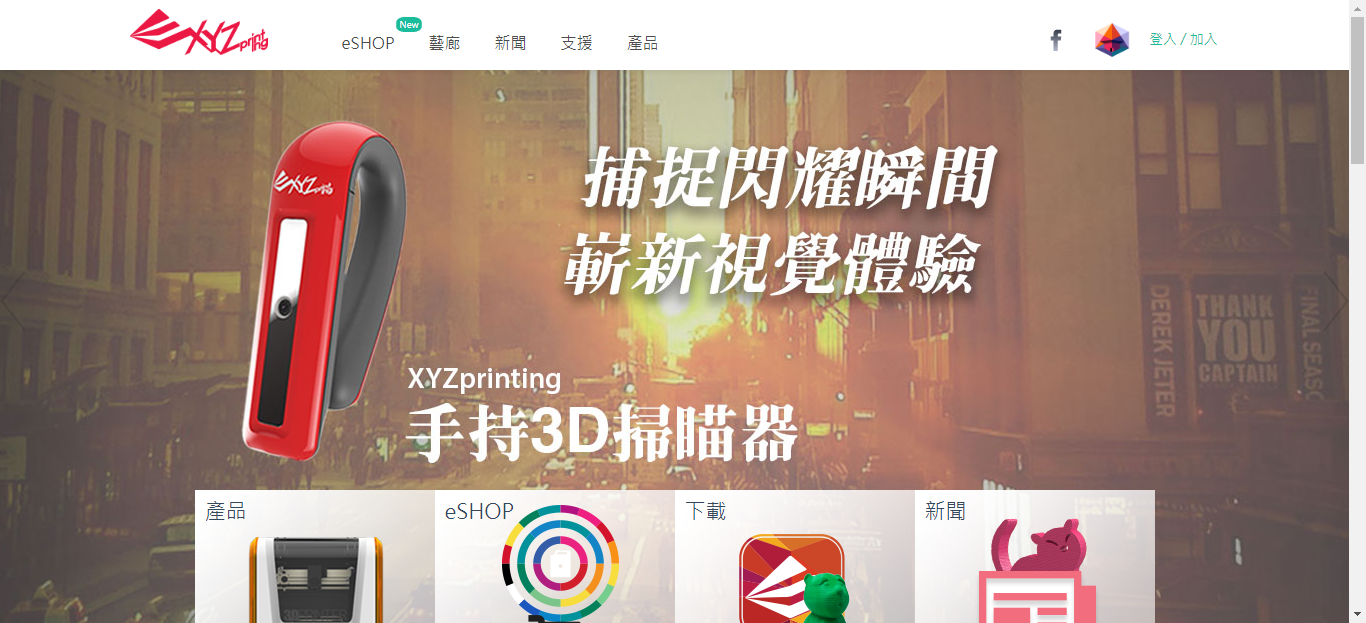 XYZprinting
eSHOP
New
藝廊
新聞
支援
產品
登入 / 加入
捕捉閃耀瞬間
嶄新視覺體驗
XYZprinting
DEREK JETER
THANK
YOU
CAPTAIN
FINAL SEASO
XYZprinting
手持3D掃瞄器
產品
eSHOP
下載
新聞
3DPRINTER